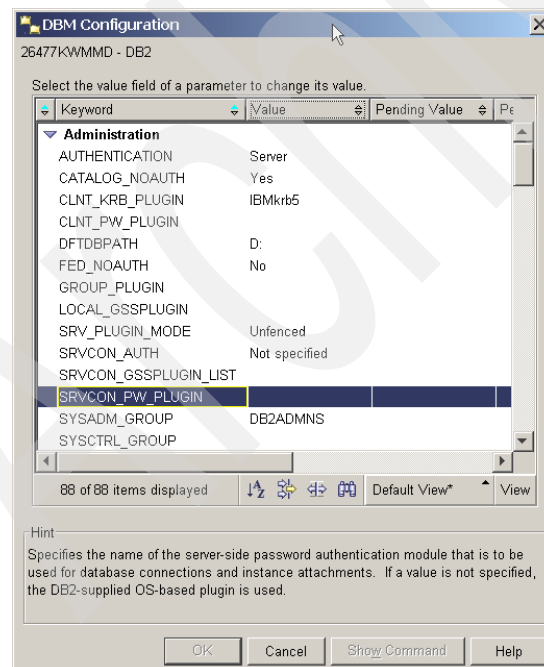 DBM Configuration
26477KWMMD - DB2
Select the value field of a parameter to change its value.
Keyword Value Pending Value Pe
Administration
AUTHENTICATION Server
CATALOG_NOAUTH Yes
CLNT_KRB_PLUGIN IBMkrb5
CLNT_PW_PLUGIN
DFTDBPATH D:
FED_NOAUTH No
GROUP_PLUGIN
LOCAL_GSSPLUGIN
SRV_PLUGIN_MODE Unfenced
SRVCON_AUTH Not specified
SRVCON_GSSPLUGIN_LIST
SRVCON_PW_PLUGIN
SYSADM_GROUP DB2ADMNS
SYSCTRL_GROUP
88 of 88 items displayed Default View* View
Hint
Specifies the name of the server-side password authentication module that is to be
used for database connections and instance attachments. If a value is not specified,
the DB2-supplied OS-based plugin is used.
OK Cancel Show Command Help